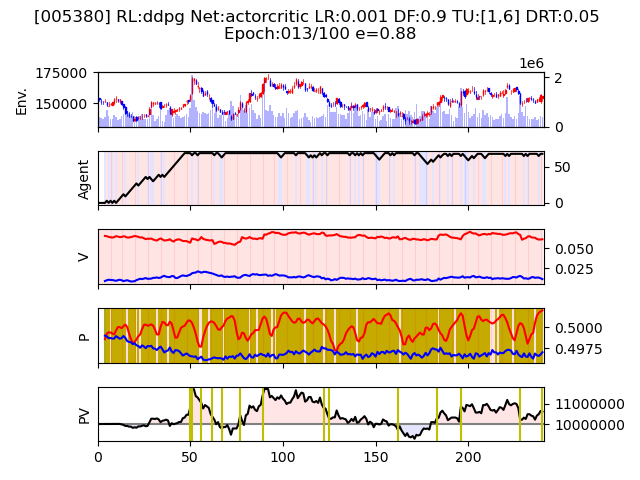 [005380] RL:ddpg Net:actorcritic LR:0.001 DF:0.9 TU:[1,6] DRT:0.05
Epoch:013/100 e=0.88
1e6
175000
150000
Env.
2
0
Agent
50
0
V
0.050
0.025
P
0.5000
0.4975
PV
11000000
10000000
0
50
100
150
200